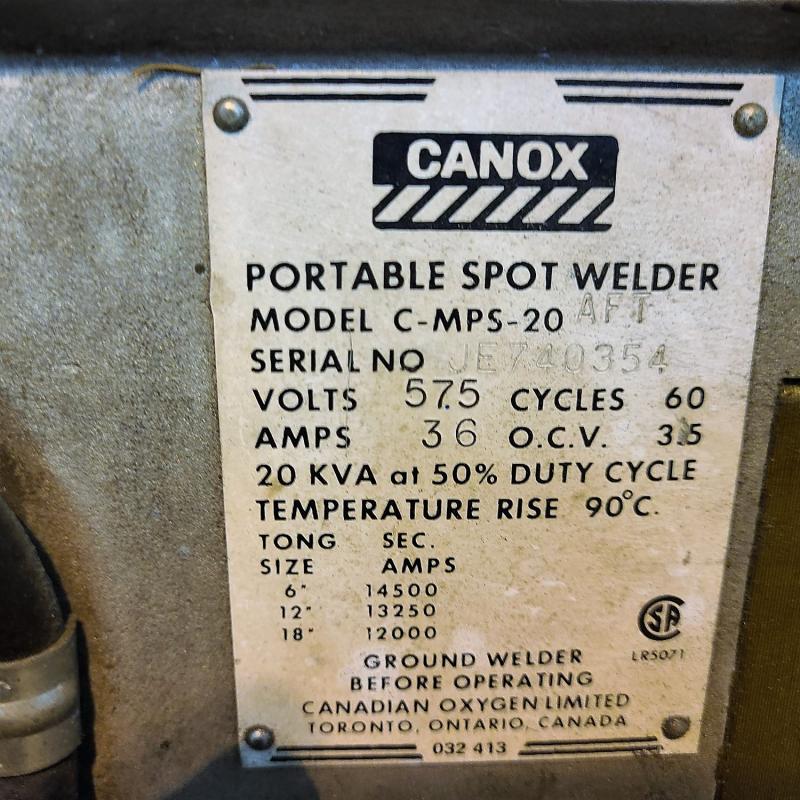 CANOX
PORTABLE SPOT WELDER
MODEL C-MPS-20 AFT
SERIAL NO JE740354
VOLTS 575 CYCLES 60
AMPS 36 O.C.V. 3.5
20 KVA at 50% DUTY CYCLE
TEMPERATURE RISE 90°C.
TONG SEC.
SIZE AMPS
6" 14500
12" 13250
18" 12000
SA
LR5071
GROUND WELDER
BEFORE OPERATING
CANADIAN OXYGEN LIMITED
TORONTO, ONTARIO, CANADA
032 413